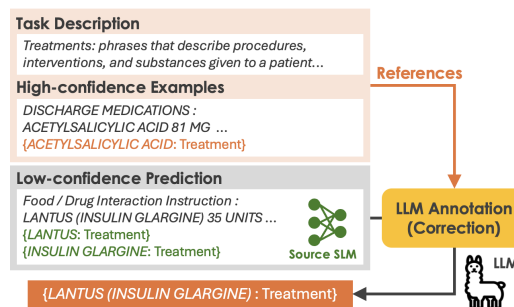 Task Description
Treatments: phrases that describe procedures,
interventions, and substances given to a patient...
High-confidence Examples
DISCHARGE MEDICATIONS :
ACETYLSALICYLIC ACID 81 MG ...
{ACETYLSALICYLIC ACID: Treatment}
References
Low-confidence Prediction
Food / Drug Interaction Instruction :
LANTUS (INSULIN GLARGINE) 35 UNITS ...
{LANTUS: Treatment}
{INSULIN GLARGINE: Treatment}
Source SLM
LLM Annotation
(Correction)
LLM
{LANTUS (INSULIN GLARGINE) : Treatment}